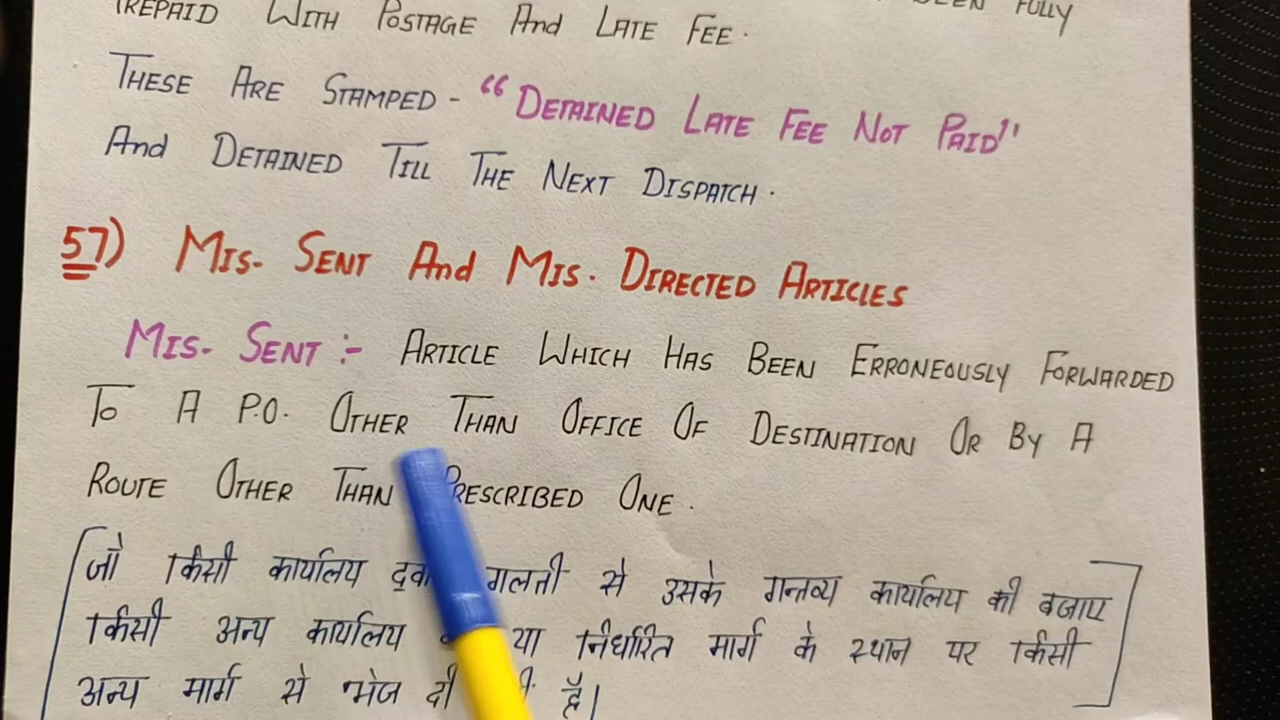 PREPAID WITH POSTAGE And LATE FEE. BEEN FULLY
THESE ARE STAMPED - "DETAINED LATE FEE NOT PAID"
And DETAINED TILL THE NEXT DISPATCH.
57) MIS- SENT And MIS. DIRECTED ARTICLES
MIS- SENT :- ARTICLE WHICH HAS BEEN ERRONEOUSLY FORWARDED
TO A P.O. OTHER THAN OFFICE OF DESTINATION OR BY A
ROUTE OTHER THAN PRESCRIBED ONE.
[जो किसी कार्यालय गलती से उसके गन्तव्य कार्यालय की बजाए
किसी अन्य कार्यालय या निर्धारित मार्ग के स्थान पर किसी
अन्य मार्ग से भेज दी है।]